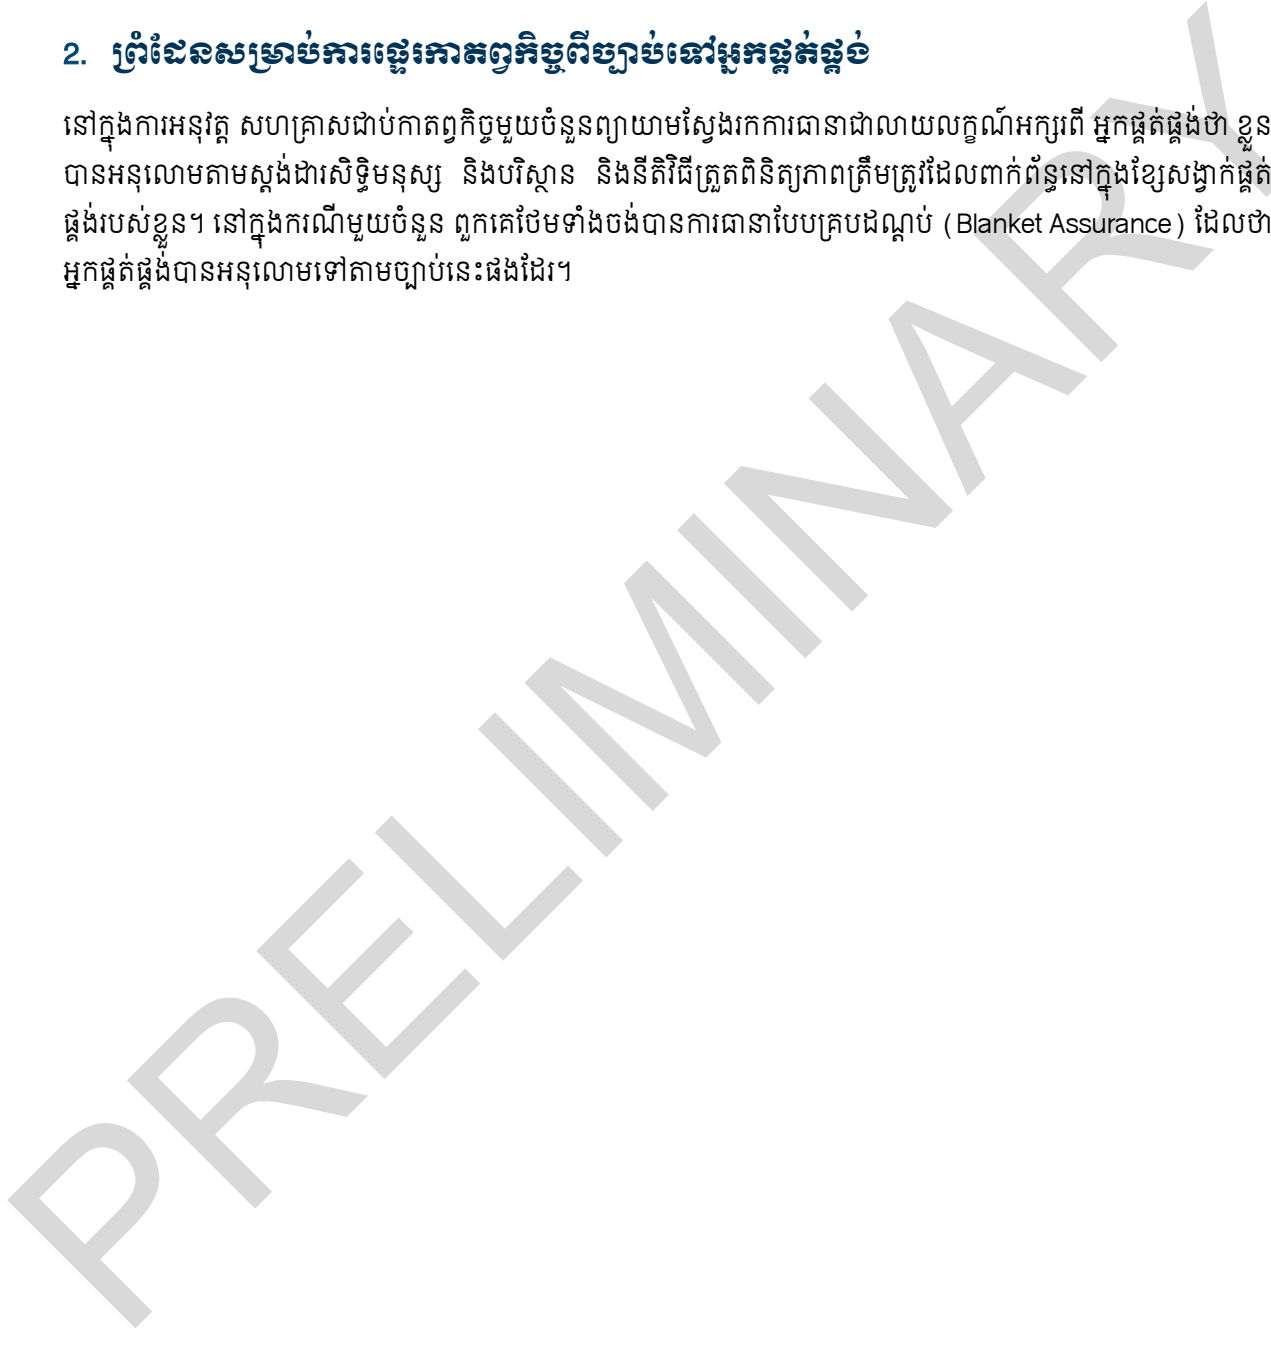 2. ព្រំដែនសម្រាប់ការផ្ទេរកាតព្វកិច្ចពីច្បាប់ទៅអ្នកផ្គត់ផ្គង់
នៅក្នុងការអនុវត្ត សហគ្រាសជាប់កាតព្វកិច្ចមួយចំនួនព្យាយាមស្វែងរកការធានាជាលាយលក្ខណ៍អក្សរពី អ្នកផ្គត់ផ្គង់ថា ខ្លួន
បានអនុលោមតាមស្តង់ដារសិទ្ធិមនុស្ស និងបរិស្ថាន និងនីតិវិធីត្រួតពិនិត្យភាពត្រឹមត្រូវដែលពាក់ព័ន្ធនៅក្នុងខ្សែសង្វាក់ផ្គត់
ផ្គង់របស់ខ្លួន។ នៅក្នុងករណីមួយចំនួន ពួកគេថែមទាំងចង់បានការធានាបែបគ្របដណ្តប់ (Blanket Assurance) ដែលថា
អ្នកផ្គត់ផ្គង់បានអនុលោមទៅតាមច្បាប់នេះផងដែរ។
PRELIMINARY